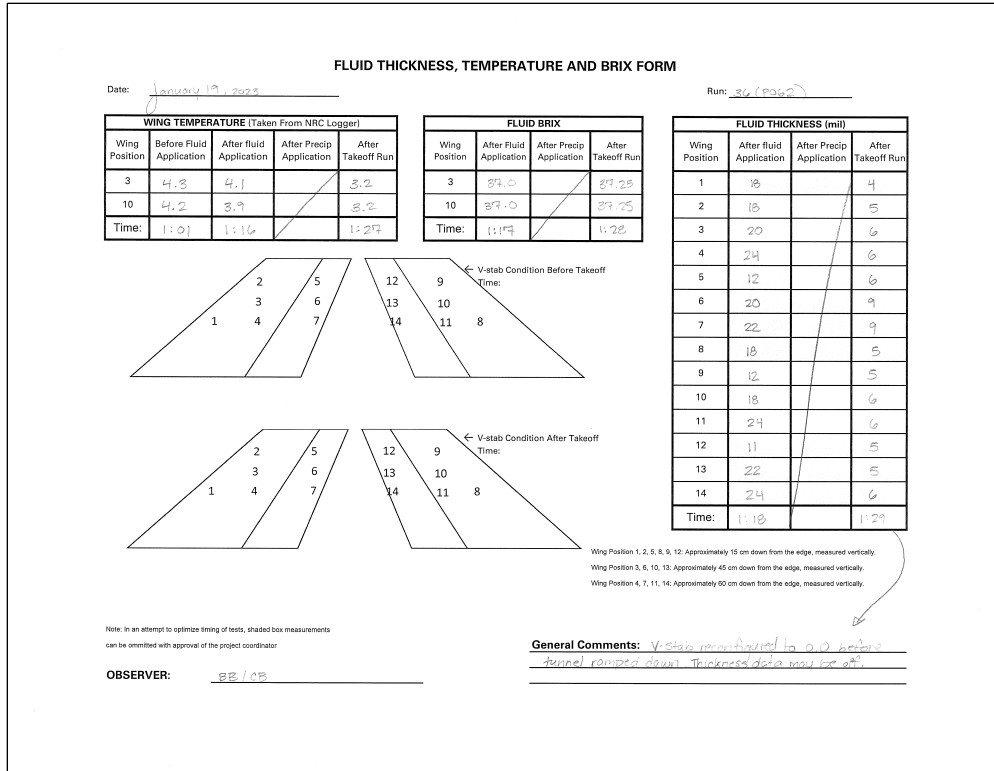 FLUID THICKNESS, TEMPERATURE AND BRIX FORM
Date: January 19, 2023
Run: 36 (P062)
WING TEMPERATURE (Taken From NRC Logger)
Wing Position Before Fluid Application After fluid Application After Precip Application After Takeoff Run
3 4.3 4.1 3.2
10 4.2 3.9 3.2
Time: 1:01 1:16 1:27
FLUID BRIX
Wing Position After Fluid Application After Precip Application After Takeoff Run
3 37.0 37.25
10 37.0 37.25
Time: 1:17 1:28
FLUID THICKNESS (mil)
Wing Position After fluid Application After Precip Application After Takeoff Run
1 18 4
2 18 5
3 20 6
4 24 6
5 12 6
6 20 9
7 22 9
8 18 5
9 12 5
10 18 6
11 24 6
12 11 5
13 22 5
14 24 6
Time: 1:18 1:29
← V-stab Condition Before Takeoff
Time:
2 5 12 9
3 6 13 10
1 4 7 14 11 8
← V-stab Condition After Takeoff
Time:
2 5 12 9
3 6 13 10
1 4 7 14 11 8
Wing Position 1, 2, 5, 8, 9, 12: Approximately 15 cm down from the edge, measured vertically.
Wing Position 3, 6, 10, 13: Approximately 45 cm down from the edge, measured vertically.
Wing Position 4, 7, 11, 14: Approximately 60 cm down from the edge, measured vertically.
Note: In an attempt to optimize timing of tests, shaded box measurements
can be ommitted with approval of the project coordinator
General Comments: V-Stab reconfigured to 0.0 before
tunnel ramped down. Thickness data may be off.
OBSERVER: BB / CB